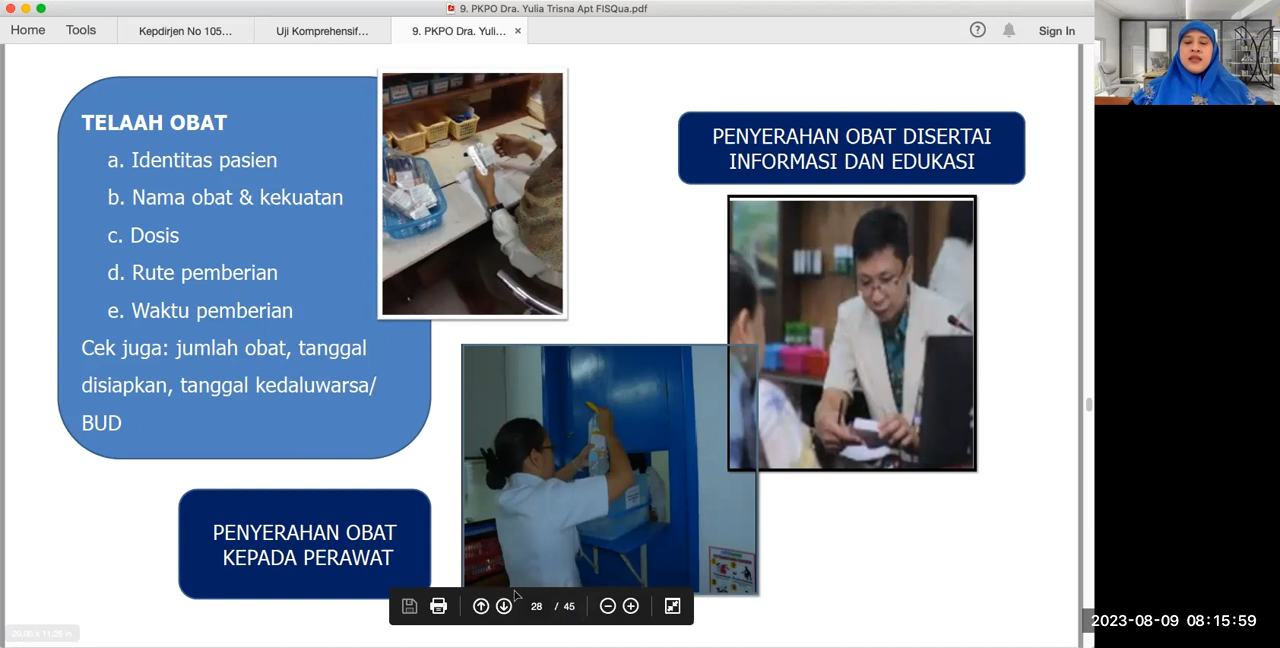 9. PKPO Dra. Yulia Trisna Apt FISQua.pdf
Home Tools Kepdirjen No 105... Uji Komprehensif... 9. PKPO Dra. Yuli... × Sign In
TELAAH OBAT
a. Identitas pasien
b. Nama obat & kekuatan
c. Dosis
d. Rute pemberian
e. Waktu pemberian
Cek juga: jumlah obat, tanggal
disiapkan, tanggal kedaluwarsa/
BUD
PENYERAHAN OBAT DISERTAI
INFORMASI DAN EDUKASI
PENYERAHAN OBAT
KEPADA PERAWAT
28 / 45
2023-08-09 08:15:59